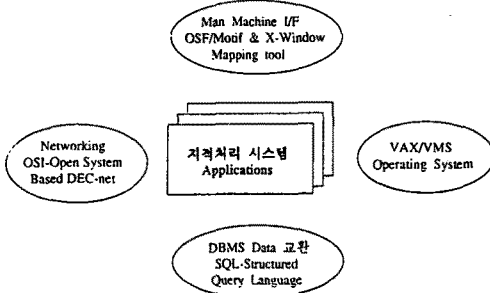 Man Machine I/F
OSF/Motif & X-Window
Mapping tool
Networking
OSI-Open System
Based DEC-net
지적처리 시스템
Applications
VAX/VMS
Operating System
DBMS Data 교환
SQL-Structured
Query Language